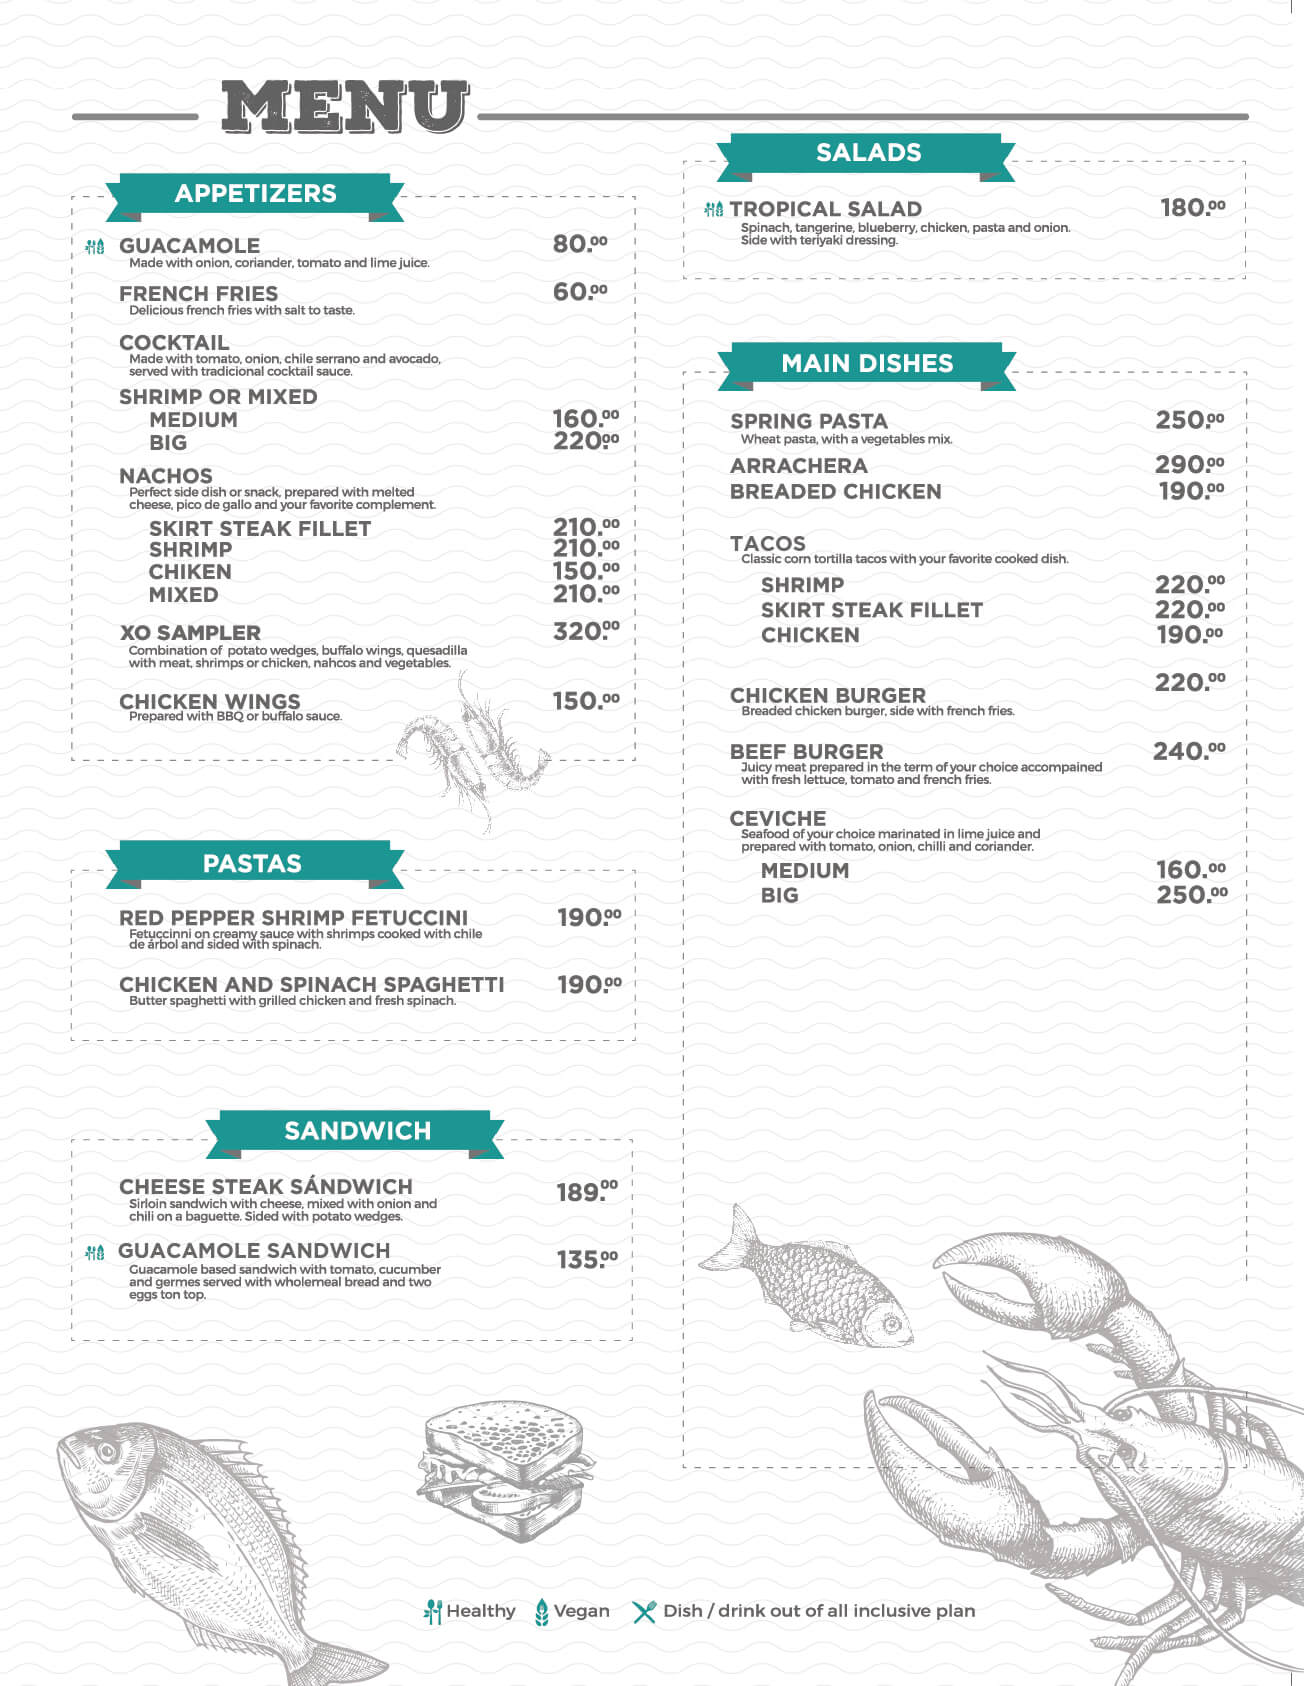 MENU
APPETIZERS
GUACAMOLE 80.00
Made with onion, coriander, tomato and lime juice.
FRENCH FRIES 60.00
Delicious french fries with salt to taste.
COCKTAIL
Made with tomato, onion, chile serrano and avocado,
served with tradicional cocktail sauce.
SHRIMP OR MIXED
MEDIUM 160.00
BIG 220.00
NACHOS
Perfect side dish or snack, prepared with melted
cheese, pico de gallo and your favorite complement.
SKIRT STEAK FILLET 210.00
SHRIMP 210.00
CHIKEN 150.00
MIXED 210.00
XO SAMPLER 320.00
Combination of potato wedges, buffalo wings, quesadilla
with meat, shrimps or chicken, nahcos and vegetables.
CHICKEN WINGS 150.00
Prepared with BBQ or buffalo sauce.
PASTAS
RED PEPPER SHRIMP FETUCCINI 190.00
Fetuccinni on creamy sauce with shrimps cooked with chile
de árbol and sided with spinach.
CHICKEN AND SPINACH SPAGHETTI 190.00
Butter spaghetti with grilled chicken and fresh spinach.
SANDWICH
CHEESE STEAK SÁNDWICH 189.00
Sirloin sandwich with cheese, mixed with onion and
chili on a baguette. Sided with potato wedges.
GUACAMOLE SANDWICH 135.00
Guacamole based sandwich with tomato, cucumber
and germes served with wholemeal bread and two
eggs ton top.
SALADS
TROPICAL SALAD 180.00
Spinach, tangerine, blueberry, chicken, pasta and onion.
Side with teriyaki dressing.
MAIN DISHES
SPRING PASTA 250.00
Wheat pasta, with a vegetables mix.
ARRACHERA 290.00
BREADED CHICKEN 190.00
TACOS
Classic corn tortilla tacos with your favorite cooked dish.
SHRIMP 220.00
SKIRT STEAK FILLET 220.00
CHICKEN 190.00
CHICKEN BURGER 220.00
Breaded chicken burger, side with french fries.
BEEF BURGER 240.00
Juicy meat prepared in the term of your choice accompained
with fresh lettuce, tomato and french fries.
CEVICHE
Seafood of your choice marinated in lime juice and
prepared with tomato, onion, chilli and coriander.
MEDIUM 160.00
BIG 250.00
Healthy Vegan Dish / drink out of all inclusive plan